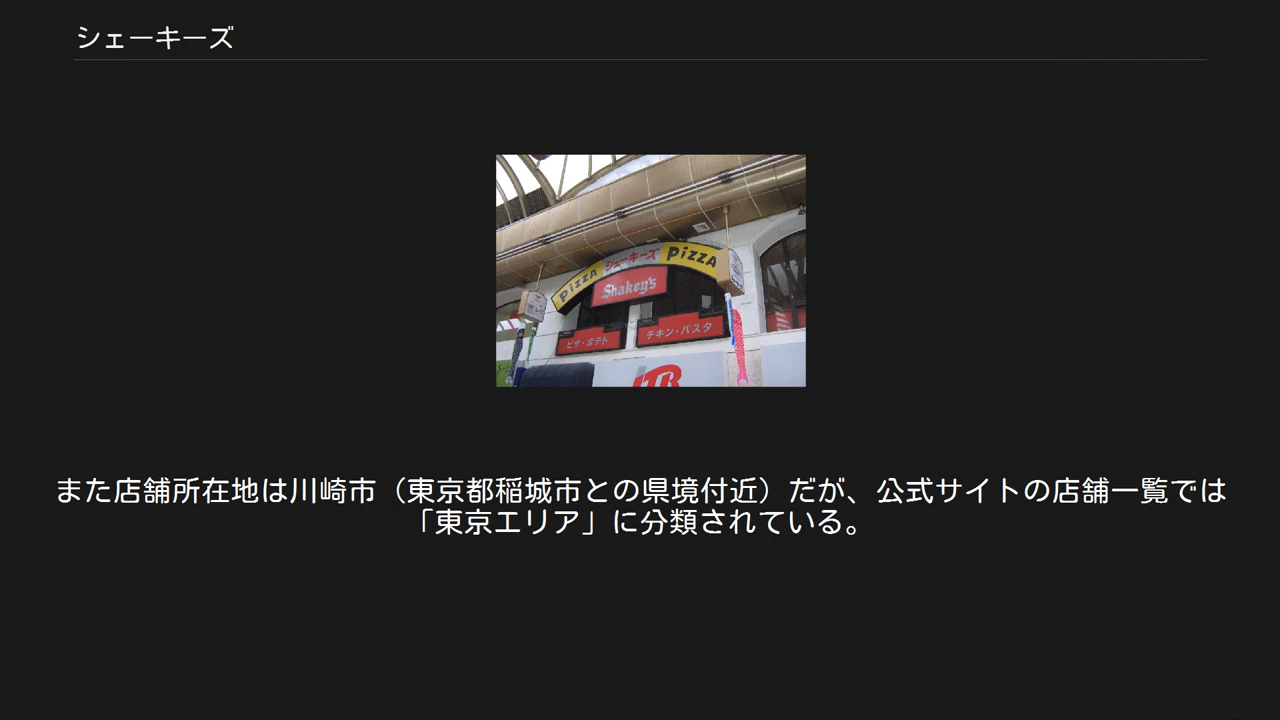 シェーキーズ
PIZZA シェーキーズ PIZZA
Shakey's
ピザ・ポテト
チキン・パスタ
また店舗所在地は川崎市（東京都稲城市との県境付近）だが、公式サイトの店舗一覧では
「東京エリア」に分類されている。